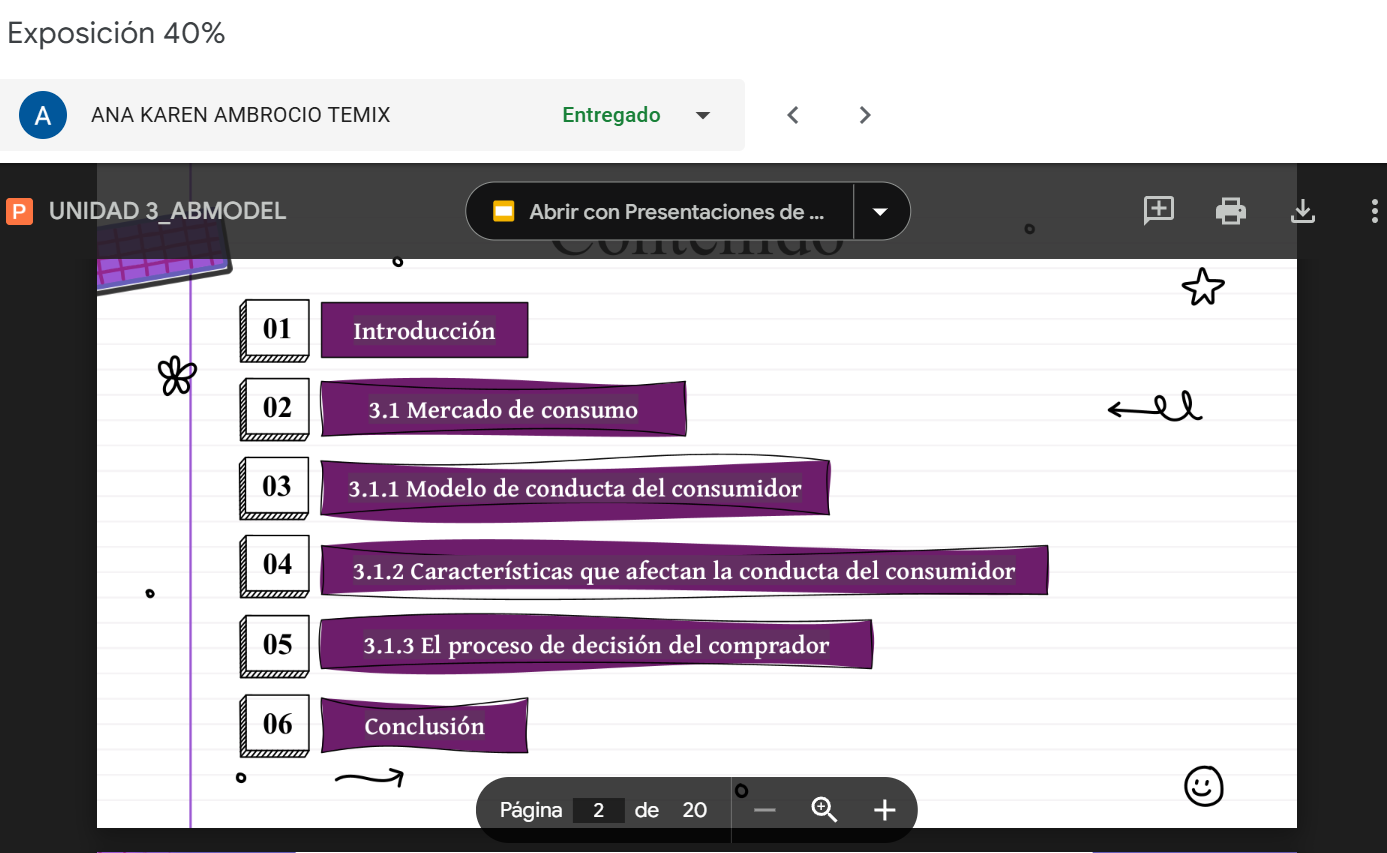 Exposición 40%
A ANA KAREN AMBROCIO TEMIX Entregado
P UNIDAD 3_ABMODEL Abrir con Presentaciones de ...
Contenido
01 Introducción
02 3.1 Mercado de consumo
03 3.1.1 Modelo de conducta del consumidor
04 3.1.2 Características que afectan la conducta del consumidor
05 3.1.3 El proceso de decisión del comprador
06 Conclusión
Página 2 de 20